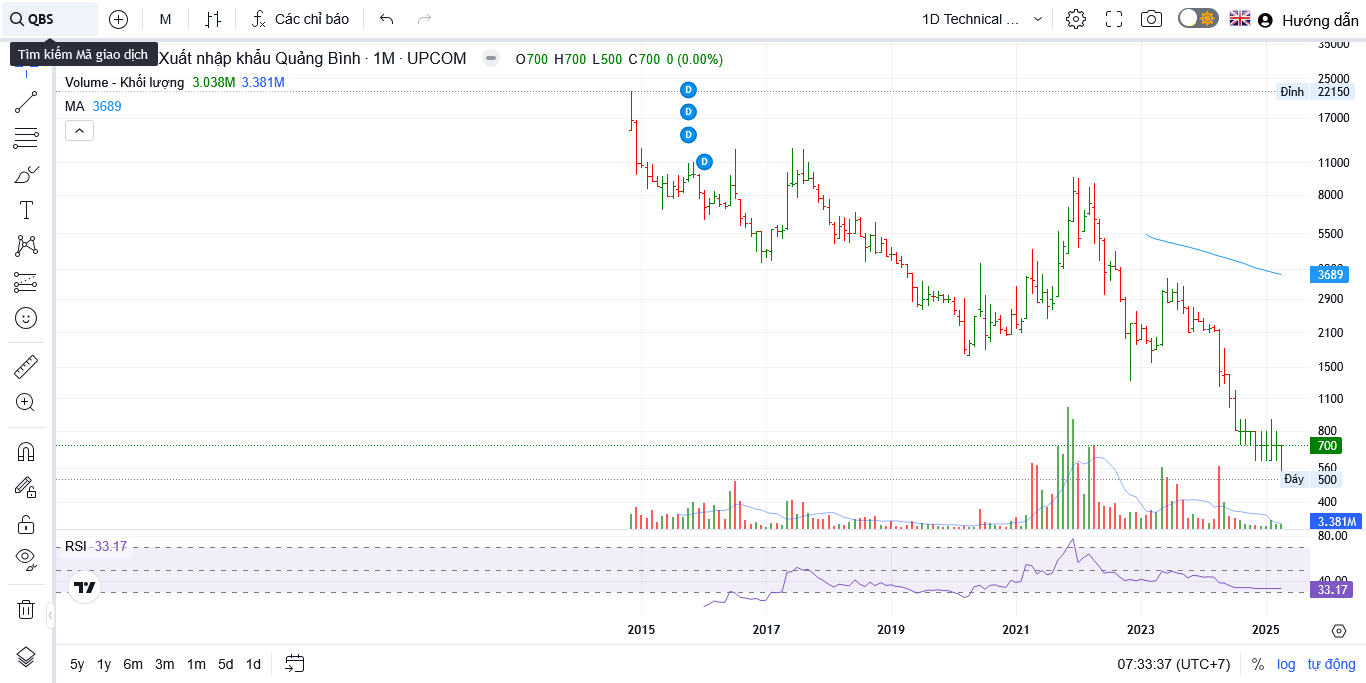 QBS M Các chỉ báo 1D Technical ... Hướng dẫn
Tìm kiếm Mã giao dịch
Xuất nhập khẩu Quảng Bình · 1M · UPCOM O700 H700 L500 C700 0 (0.00%)
Volume - Khối lượng 3.038M 3.381M
MA 3689
D
D
D
D
35000
25000
Đỉnh 22150
17000
11000
8000
5500
3689
2900
2100
1500
1100
800
700
560
Đáy 500
400
3.381M
RSI 33.17
80.00
40.00
33.17
2015 2017 2019 2021 2023 2025
5y 1y 6m 3m 1m 5d 1d 07:33:37 (UTC+7) % log tự động